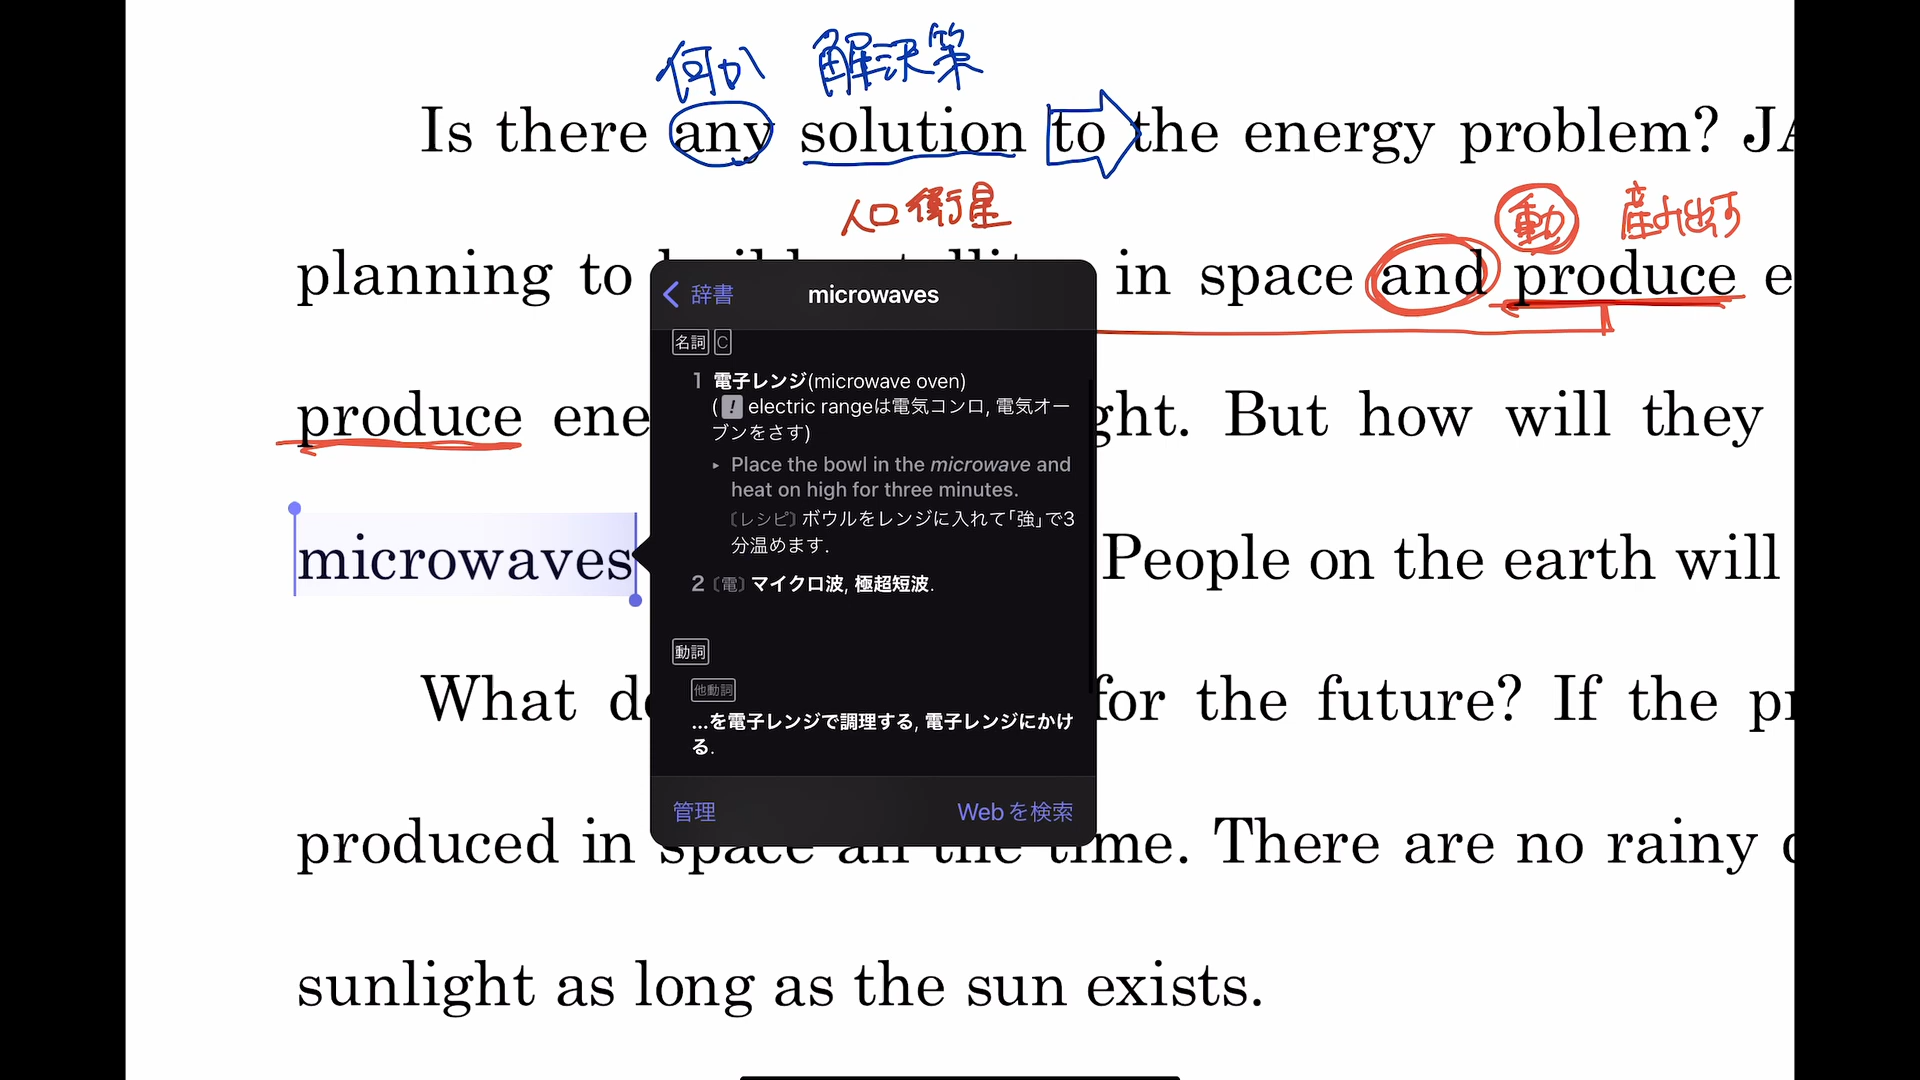 何か 解決策
Is there any solution to the energy problem? JA
人口衛星
動 産み出す
planning to in space and produce e
produce ene ght. But how will they
microwaves People on the earth will
What de for the future? If the pr
produced in space all the time. There are no rainy
sunlight as long as the sun exists.
辞書 microwaves
名詞 C
1 電子レンジ(microwave oven)
( ! electric rangeは電気コンロ, 電気オー
ブンをさす)
▸ Place the bowl in the microwave and
heat on high for three minutes.
〔レシピ〕ボウルをレンジに入れて「強」で3
分温めます.
2〔電〕マイクロ波, 極超短波.
動詞
他動詞
…を電子レンジで調理する, 電子レンジにかけ
る.
管理 Webを検索